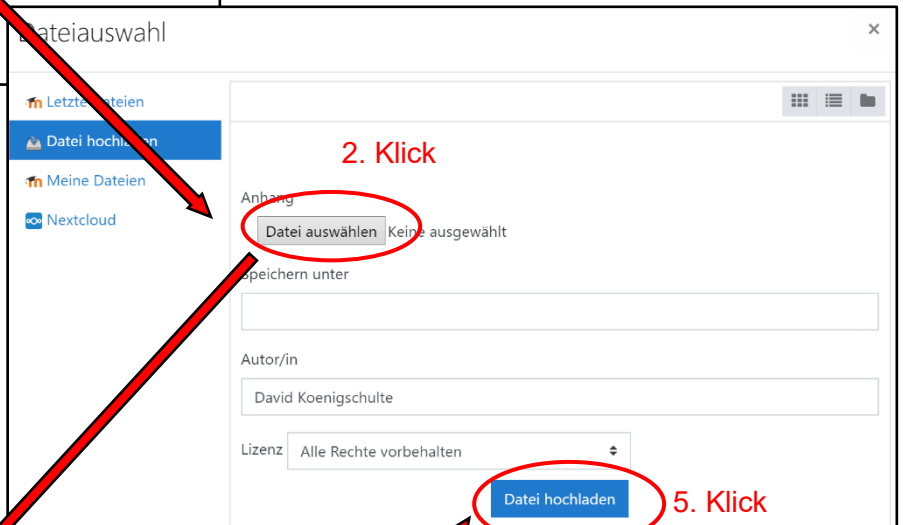 Dateiauswahl ×
Letzte Dateien
Datei hochladen
Meine Dateien
Nextcloud
2. Klick
Anhang
Datei auswählen Keine ausgewählt
Speichern unter
Autor/in
David Koenigschulte
Lizenz Alle Rechte vorbehalten
Datei hochladen 5. Klick